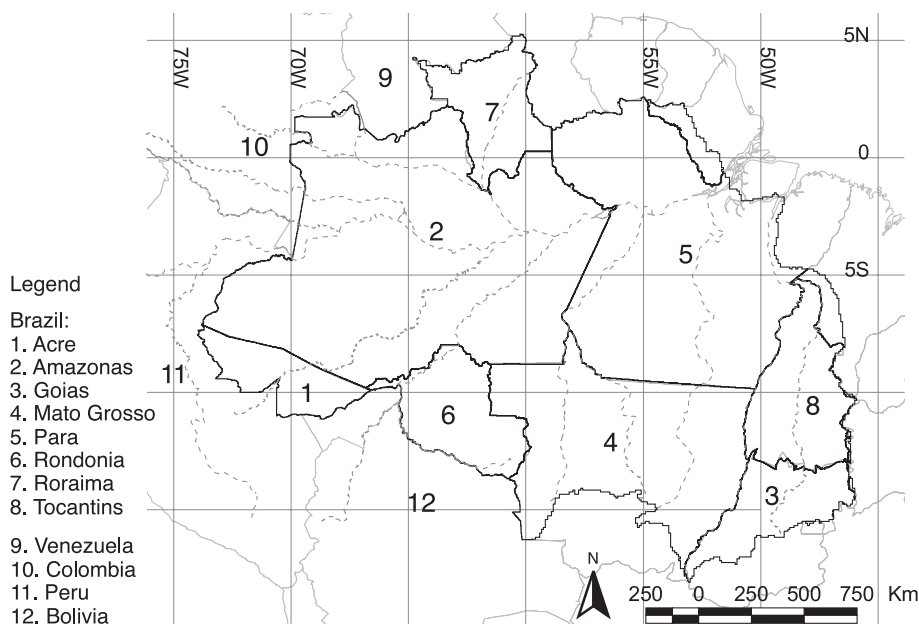 75W
70W
55W
50W
5N
9
7
10
0
2
5
5S
Legend
Brazil:
1. Acre
2. Amazonas
3. Goias
4. Mato Grosso
5. Para
6. Rondonia
7. Roraima
8. Tocantins
9. Venezuela
10. Colombia
11. Peru
12. Bolivia
11
1
6
4
8
3
12
N
250 0 250 500 750 Km